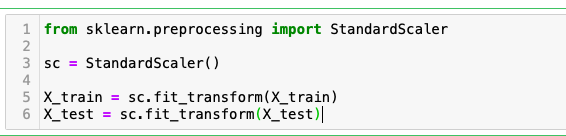 1 from sklearn.preprocessing import StandardScaler
2
3 sc = StandardScaler()
4
5 X_train = sc.fit_transform(X_train)
6 X_test = sc.fit_transform(X_test)